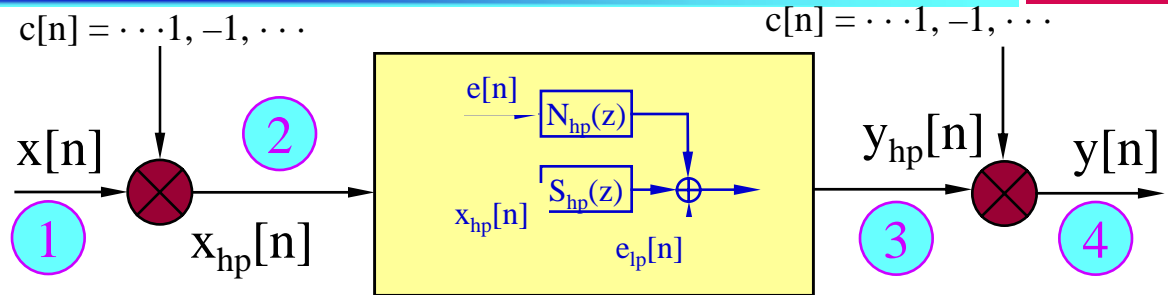 c[n] = · · ·1, –1, · · ·
c[n] = · · ·1, –1, · · ·
x[n]
1
2
x_hp[n]
e[n]
N_hp(z)
S_hp(z)
x_hp[n]
e_lp[n]
y_hp[n]
3
y[n]
4